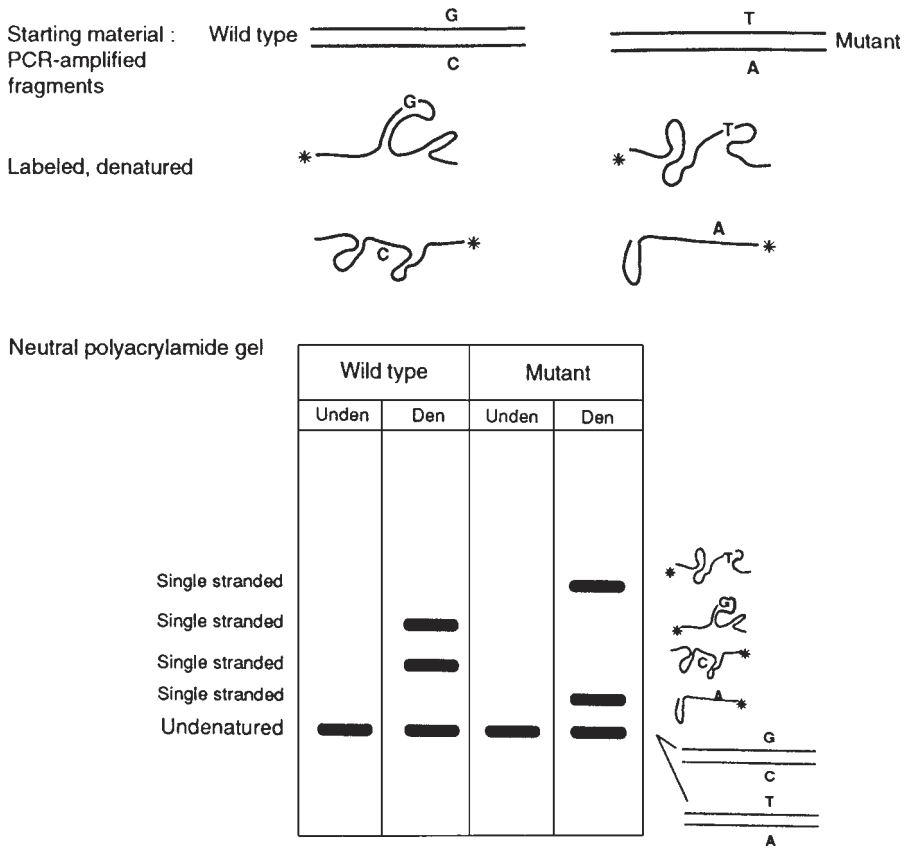 G
T
Starting material :
Wild type
Mutant
PCR-amplified
fragments
C
A
G
T
*
*
Labeled, denatured
C
*
A
*
Neutral polyacrylamide gel
Wild type
Mutant
Unden
Den
Unden
Den
Single stranded
* T
Single stranded
* G
Single stranded
C *
Single stranded
A *
Undenatured
G
C
T
A